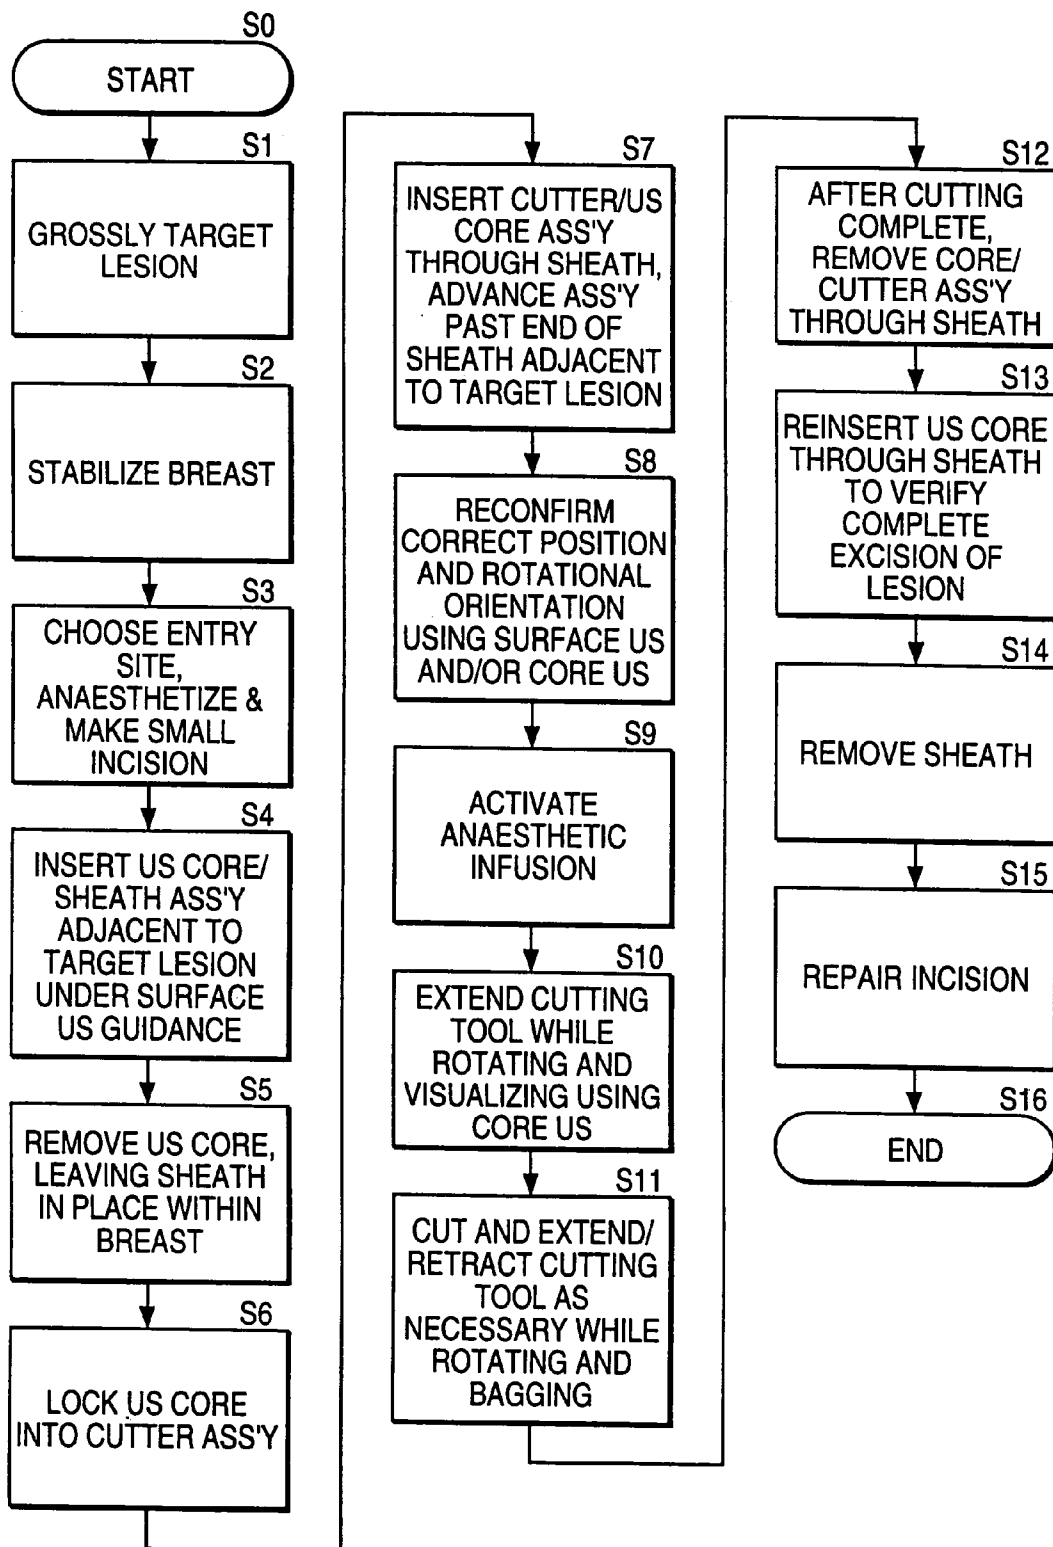 S0
START
S1
GROSSLY TARGET
LESION
S2
STABILIZE BREAST
S3
CHOOSE ENTRY
SITE,
ANAESTHETIZE &
MAKE SMALL
INCISION
S4
INSERT US CORE/
SHEATH ASS'Y
ADJACENT TO
TARGET LESION
UNDER SURFACE
US GUIDANCE
S5
REMOVE US CORE,
LEAVING SHEATH
IN PLACE WITHIN
BREAST
S6
LOCK US CORE
INTO CUTTER ASS'Y
S7
INSERT CUTTER/US
CORE ASS'Y
THROUGH SHEATH,
ADVANCE ASS'Y
PAST END OF
SHEATH ADJACENT
TO TARGET LESION
S8
RECONFIRM
CORRECT POSITION
AND ROTATIONAL
ORIENTATION
USING SURFACE US
AND/OR CORE US
S9
ACTIVATE
ANAESTHETIC
INFUSION
S10
EXTEND CUTTING
TOOL WHILE
ROTATING AND
VISUALIZING USING
CORE US
S11
CUT AND EXTEND/
RETRACT CUTTING
TOOL AS
NECESSARY WHILE
ROTATING AND
BAGGING
S12
AFTER CUTTING
COMPLETE,
REMOVE CORE/
CUTTER ASS'Y
THROUGH SHEATH
S13
REINSERT US CORE
THROUGH SHEATH
TO VERIFY
COMPLETE
EXCISION OF
LESION
S14
REMOVE SHEATH
S15
REPAIR INCISION
S16
END